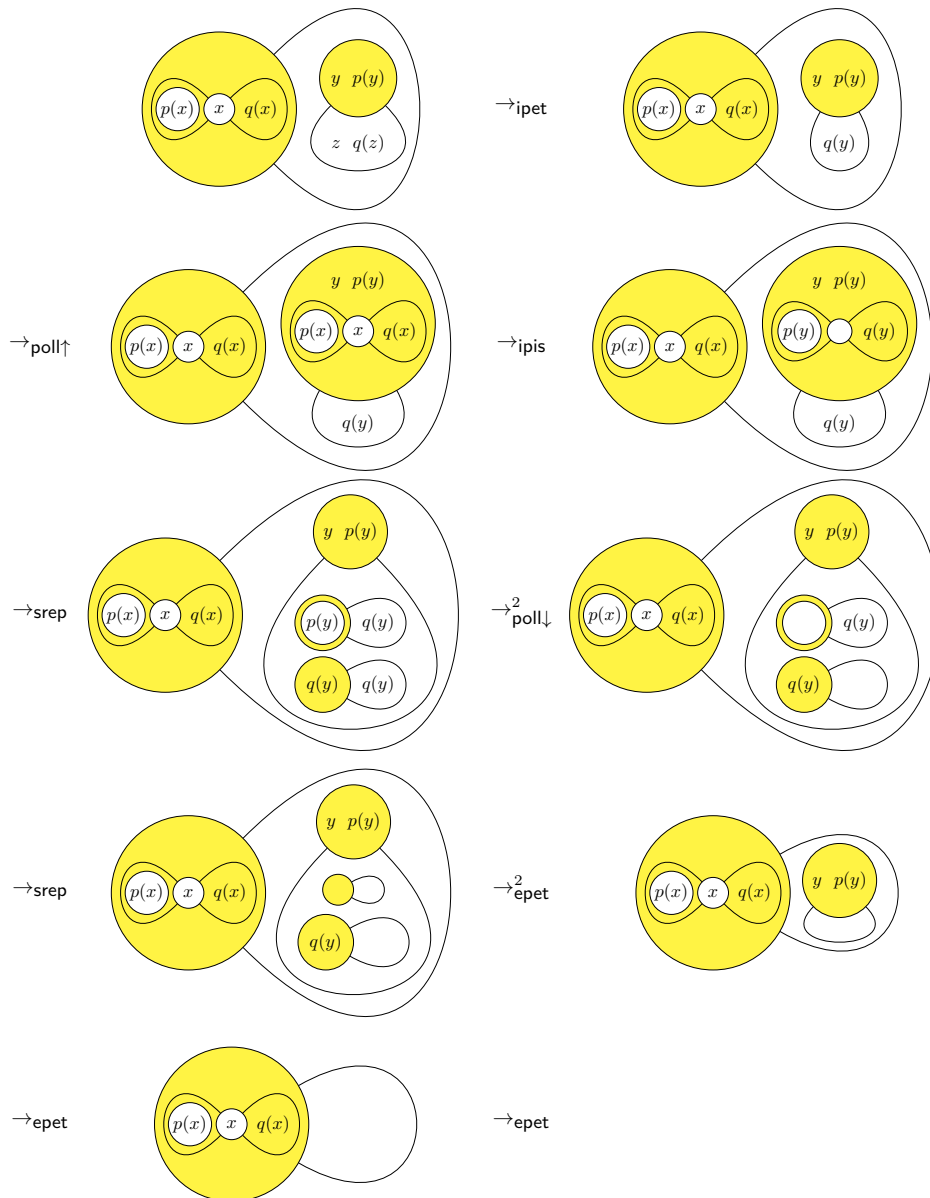 p(x) x q(x) y p(y) z q(z) →ipet p(x) x q(x) y p(y) q(y)
→poll↑ p(x) x q(x) y p(y) p(x) x q(x) q(y) →ipis p(x) x q(x) y p(y) p(y) q(y) q(y)
→srep p(x) x q(x) y p(y) p(y) q(y) q(y) q(y) →²poll↓ p(x) x q(x) y p(y) q(y) q(y)
→srep p(x) x q(x) y p(y) q(y) →²epet p(x) x q(x) y p(y)
→epet p(x) x q(x) →epet